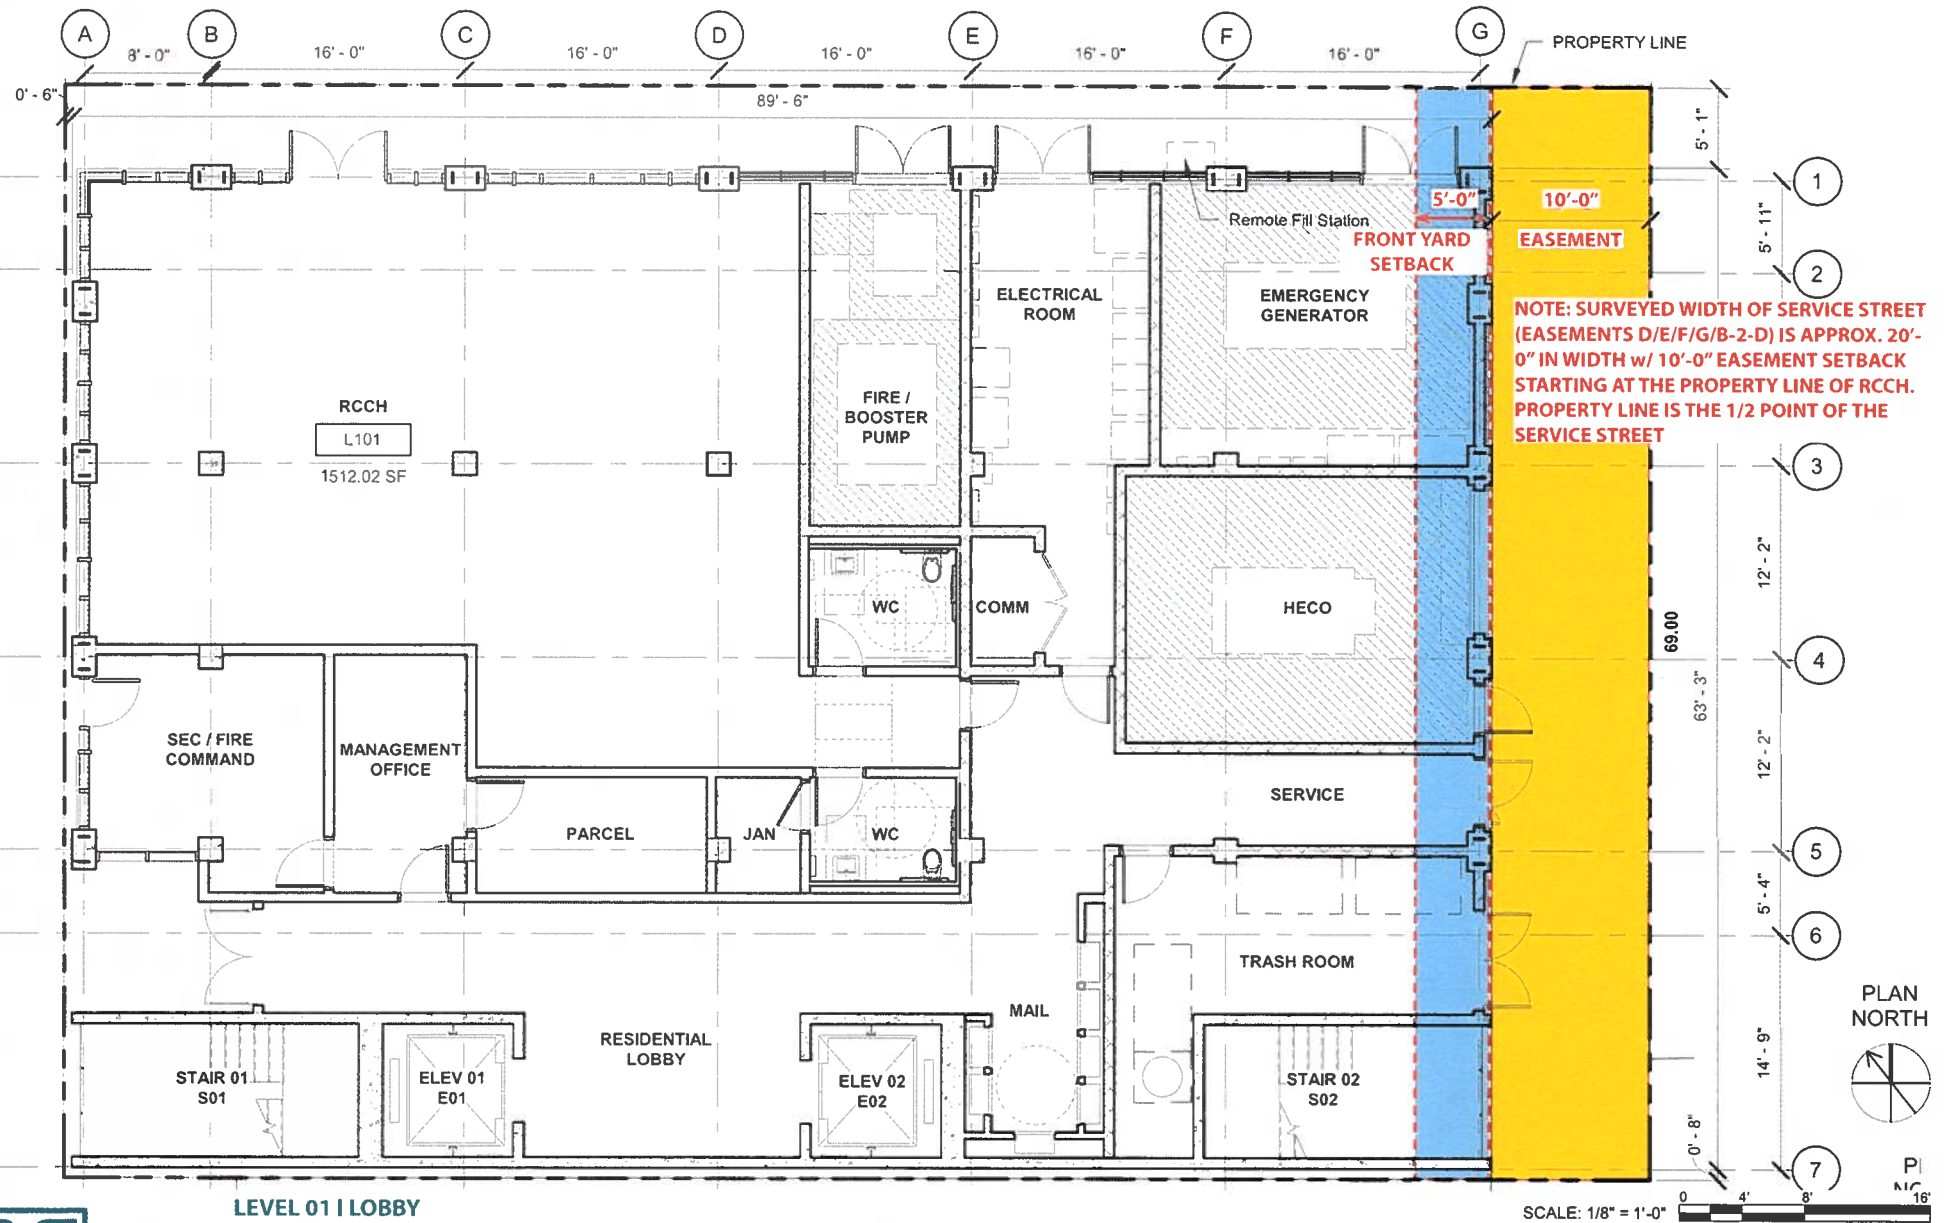 A
B
C
D
E
F
G
8' - 0"
16' - 0"
16' - 0"
16' - 0"
16' - 0"
16' - 0"
PROPERTY LINE
0' - 6"
89' - 6"
5' - 1"
1
5'-0"
10'-0"
Remote Fill Station
FRONT YARD
SETBACK
EASEMENT
5' - 11"
2
ELECTRICAL
ROOM
EMERGENCY
GENERATOR
NOTE: SURVEYED WIDTH OF SERVICE STREET
(EASEMENTS D/E/F/G/B-2-D) IS APPROX. 20'-
0" IN WIDTH w/ 10'-0" EASEMENT SETBACK
STARTING AT THE PROPERTY LINE OF RCCH.
PROPERTY LINE IS THE 1/2 POINT OF THE
SERVICE STREET
RCCH
L101
1512.02 SF
FIRE /
BOOSTER
PUMP
3
12' - 2"
WC
COMM
HECO
69.00
4
63' - 3"
SEC / FIRE
COMMAND
MANAGEMENT
OFFICE
12' - 2"
SERVICE
PARCEL
JAN
WC
5
5' - 4"
6
TRASH ROOM
MAIL
PLAN
NORTH
RESIDENTIAL
LOBBY
14' - 9"
STAIR 01
S01
ELEV 01
E01
ELEV 02
E02
STAIR 02
S02
0' - 8"
7
LEVEL 01 I LOBBY
SCALE: 1/8" = 1'-0"
0 4' 8' 16'